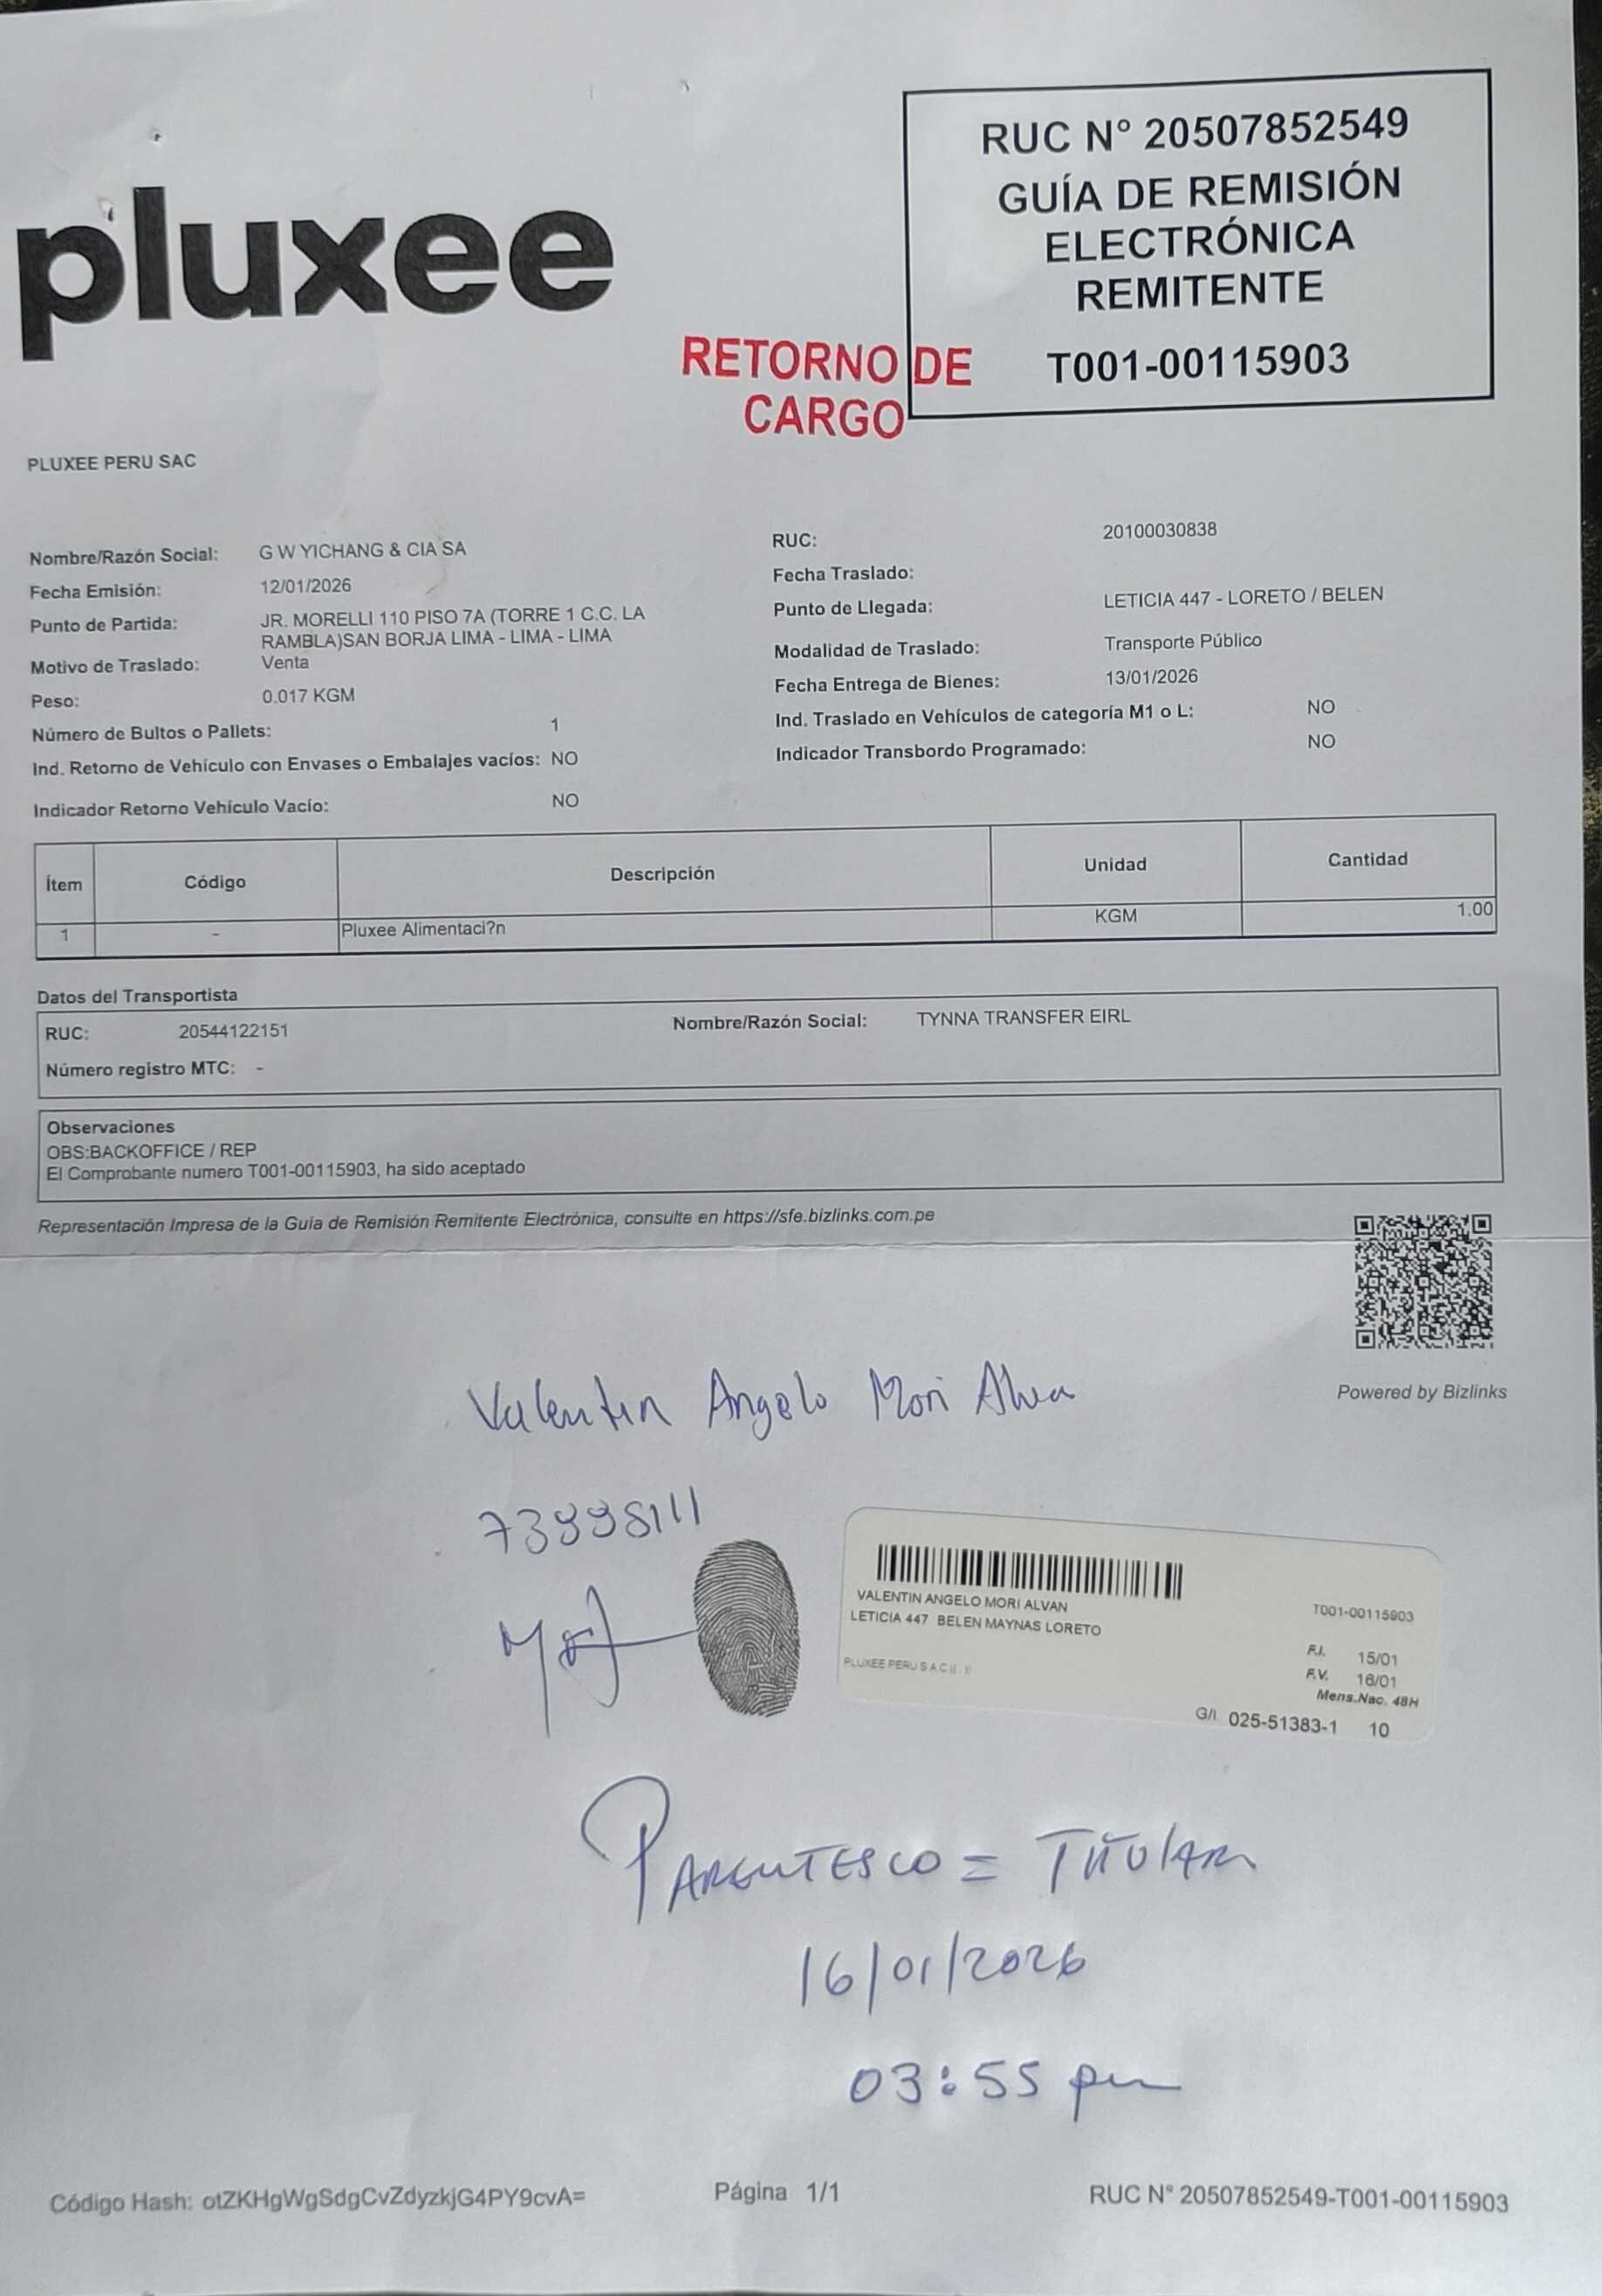 pluxee
RUC N° 20507852549
GUÍA DE REMISIÓN
ELECTRÓNICA
REMITENTE
T001-00115903
RETORNO DE
CARGO
PLUXEE PERU SAC
Nombre/Razón Social: G W YICHANG & CIA SA
Fecha Emisión: 12/01/2026
Punto de Partida: JR. MORELLI 110 PISO 7A (TORRE 1 C.C. LA
RAMBLA)SAN BORJA LIMA - LIMA - LIMA
Motivo de Traslado: Venta
Peso: 0.017 KGM
Número de Bultos o Pallets: 1
Ind. Retorno de Vehículo con Envases o Embalajes vacíos: NO
Indicador Retorno Vehículo Vacío: NO
RUC: 20100030838
Fecha Traslado:
Punto de Llegada: LETICIA 447 - LORETO / BELEN
Modalidad de Traslado: Transporte Público
Fecha Entrega de Bienes: 13/01/2026
Ind. Traslado en Vehículos de categoría M1 o L: NO
Indicador Transbordo Programado: NO
Ítem Código Descripción Unidad Cantidad
1 - Pluxee Alimentaci?n KGM 1.00
Datos del Transportista
RUC: 20544122151 Nombre/Razón Social: TYNNA TRANSFER EIRL
Número registro MTC: -
Observaciones
OBS:BACKOFFICE / REP
El Comprobante numero T001-00115903, ha sido aceptado
Representación Impresa de la Guía de Remisión Remitente Electrónica, consulte en https://sfe.bizlinks.com.pe
Powered by Bizlinks
Valentin Angelo Mori Alva
VALENTIN ANGELO MORI ALVAN
LETICIA 447 BELEN MAYNAS LORETO
PLUXEE PERU S A C
T001-00115903
F.I. 15/01
F.V. 16/01
Mens.Nac. 48H
G/I. 025-51383-1 10
PARENTESCO = TITULAR
16/01/2026
03:55 pm
Código Hash: otZKHgWgSdgCvZdyzkjG4PY9cvA=
Página 1/1
RUC N° 20507852549-T001-00115903